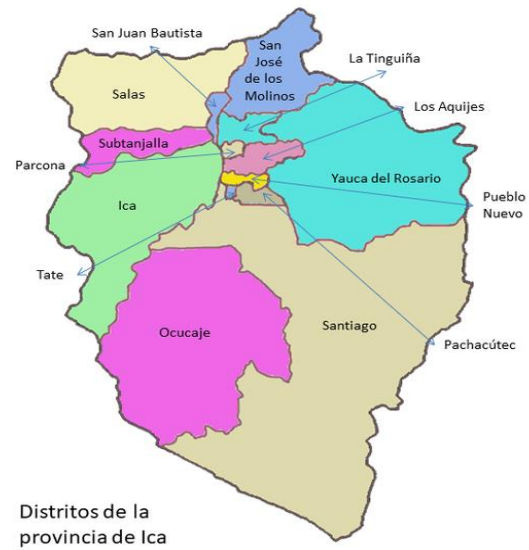 San Juan Bautista
San
José
de los
Molinos
La Tinguiña
Salas
Los Aquijes
Subtanjalla
Parcona
Yauca del Rosario
Ica
Pueblo
Nuevo
Tate
Ocucaje
Santiago
Pachacútec
Distritos de la
provincia de Ica